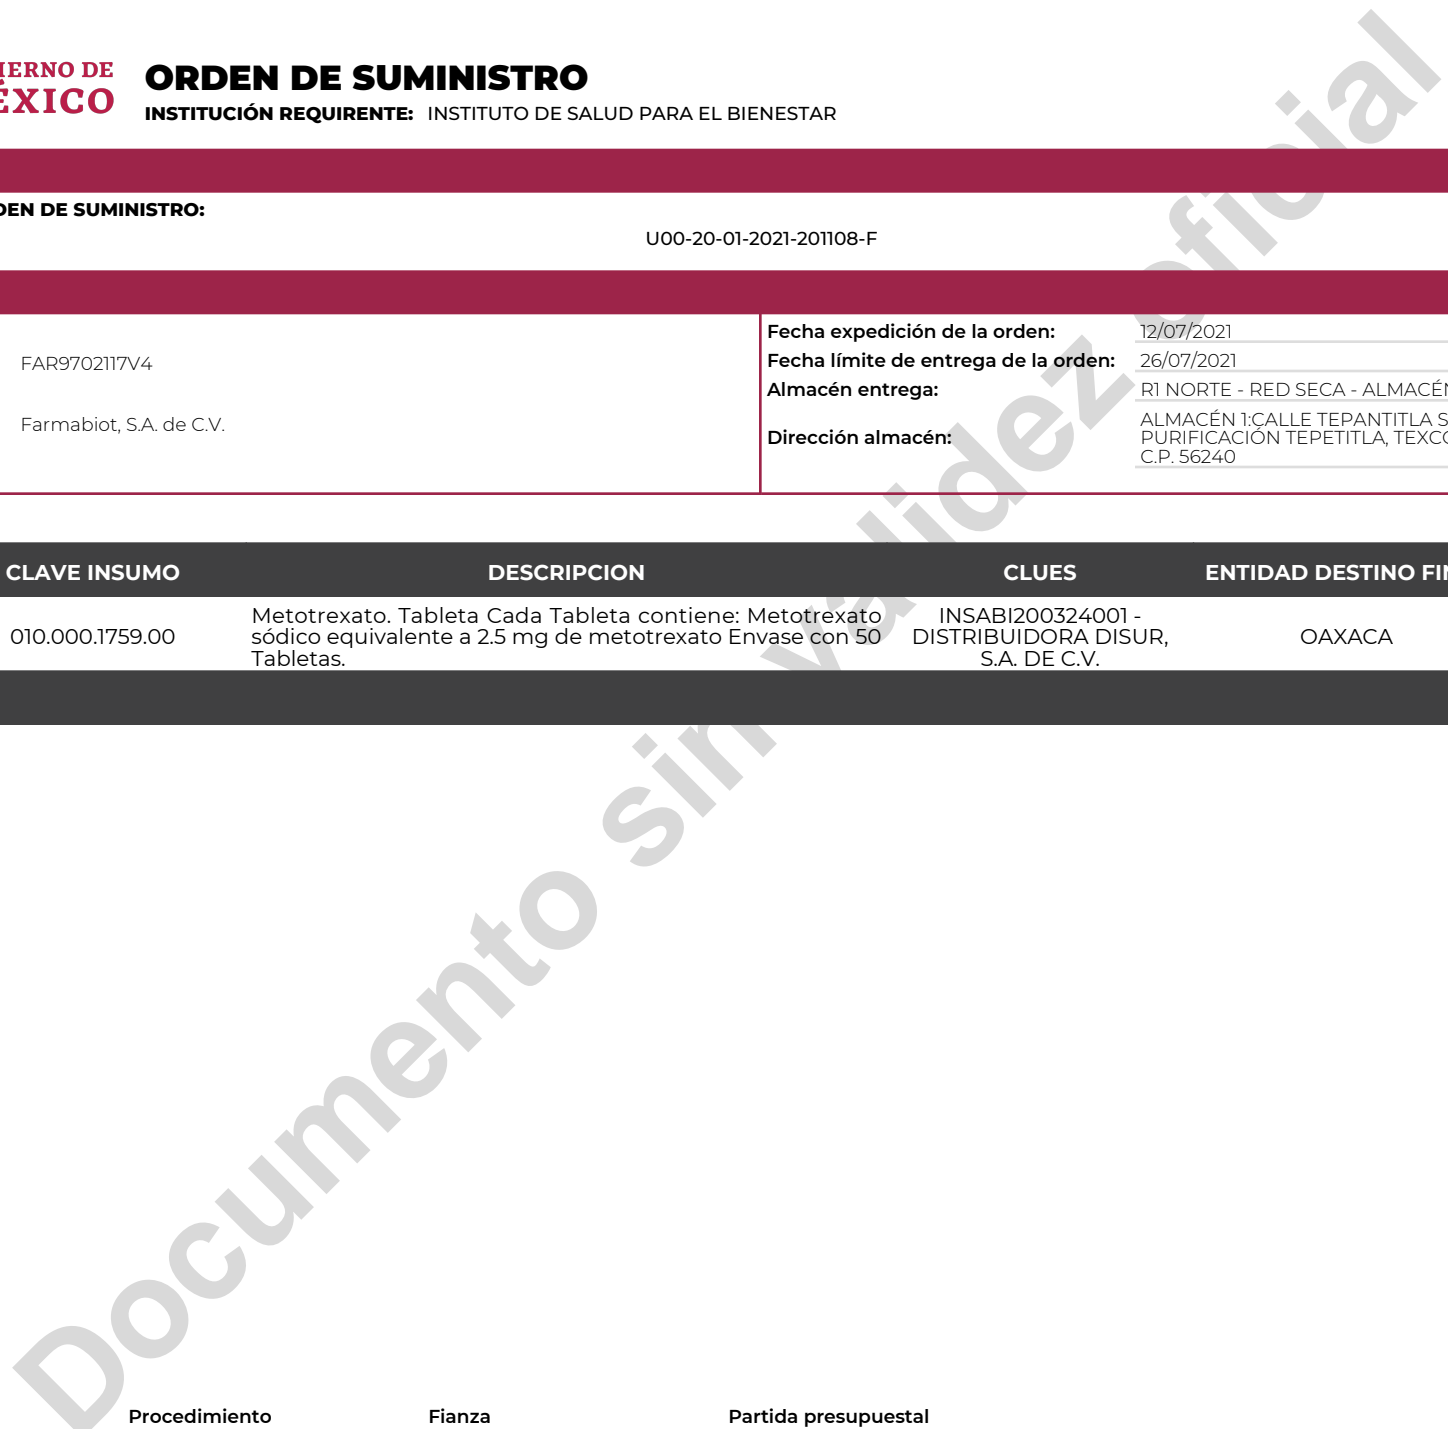 IERNO DE
ÉXICO
ORDEN DE SUMINISTRO
INSTITUCIÓN REQUIRENTE: INSTITUTO DE SALUD PARA EL BIENESTAR
DEN DE SUMINISTRO:
U00-20-01-2021-201108-F
FAR9702117V4
Farmabiot, S.A. de C.V.
Fecha expedición de la orden: 12/07/2021
Fecha límite de entrega de la orden: 26/07/2021
Almacén entrega: R1 NORTE - RED SECA - ALMACÉN
Dirección almacén: ALMACÉN 1:CALLE TEPANTITLA S
PURIFICACIÓN TEPETITLA, TEXCO
C.P. 56240
CLAVE INSUMO DESCRIPCION CLUES ENTIDAD DESTINO FIN
010.000.1759.00
Metotrexato. Tableta Cada Tableta contiene: Metotrexato
sódico equivalente a 2.5 mg de metotrexato Envase con 50
Tabletas.
INSABI200324001 -
DISTRIBUIDORA DISUR,
S.A. DE C.V.
OAXACA
Documento sin validez oficial
Procedimiento Fianza Partida presupuestal